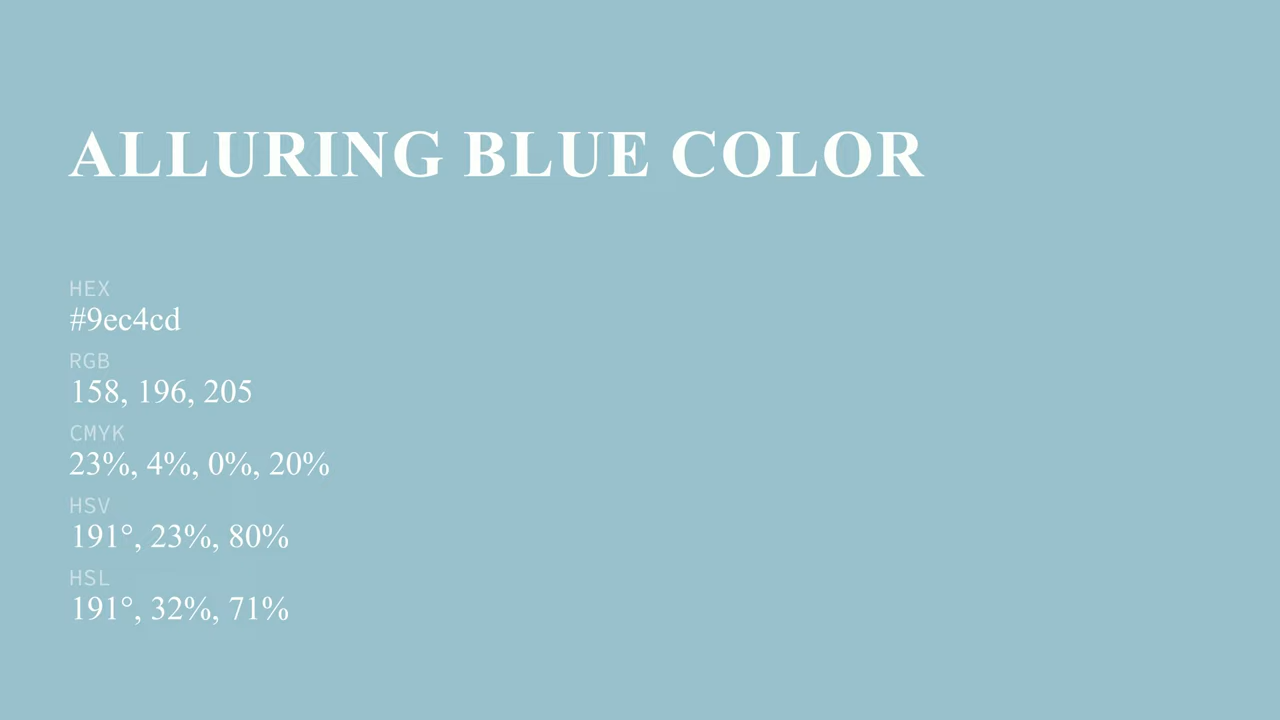 ALLURING BLUE COLOR
HEX
#9ec4cd
RGB
158, 196, 205
CMYK
23%, 4%, 0%, 20%
HSV
191°, 23%, 80%
HSL
191°, 32%, 71%